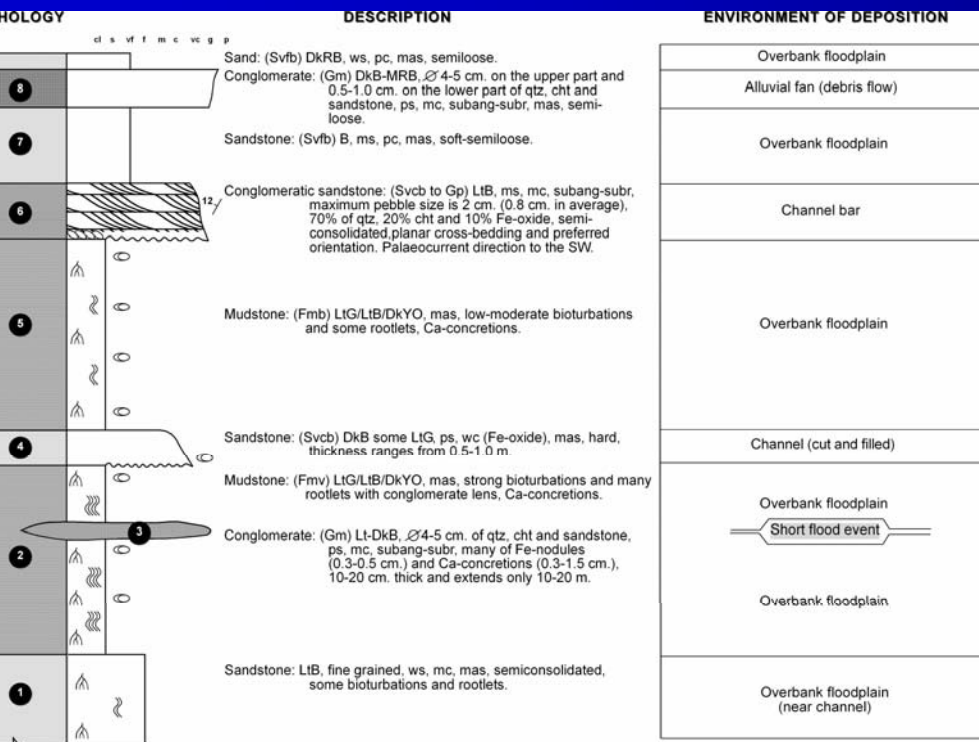 HOLOGY
DESCRIPTION
ENVIRONMENT OF DEPOSITION
cl s vf f m c vc g p
Sand: (Svfb) DkRB, ws, pc, mas, semiloose.
Overbank floodplain
8
Conglomerate: (Gm) DkB-MRB, ∅ 4-5 cm. on the upper part and
0.5-1.0 cm. on the lower part of qtz, cht and
sandstone, ps, mc, subang-subr, mas, semi-
loose.
Alluvial fan (debris flow)
7
Sandstone: (Svfb) B, ms, pc, mas, soft-semiloose.
Overbank floodplain
6
12
Conglomeratic sandstone: (Svcb to Gp) LtB, ms, mc, subang-subr,
maximum pebble size is 2 cm. (0.8 cm. in average),
70% of qtz, 20% cht and 10% Fe-oxide, semi-
consolidated,planar cross-bedding and preferred
orientation. Palaeocurrent direction to the SW.
Channel bar
5
Mudstone: (Fmb) LtG/LtB/DkYO, mas, low-moderate bioturbations
and some rootlets, Ca-concretions.
Overbank floodplain
4
Sandstone: (Svcb) DkB some LtG, ps, wc (Fe-oxide), mas, hard,
thickness ranges from 0.5-1.0 m.
Channel (cut and filled)
Mudstone: (Fmv) LtG/LtB/DkYO, mas, strong bioturbations and many
rootlets with conglomerate lens, Ca-concretions.
Overbank floodplain
3
Short flood event
2
Conglomerate: (Gm) Lt-DkB, ∅4-5 cm. of qtz, cht and sandstone,
ps, mc, subang-subr, many of Fe-nodules
(0.3-0.5 cm.) and Ca-concretions (0.3-1.5 cm.),
10-20 cm. thick and extends only 10-20 m.
Overbank floodplain
1
Sandstone: LtB, fine grained, ws, mc, mas, semiconsolidated,
some bioturbations and rootlets.
Overbank floodplain
(near channel)